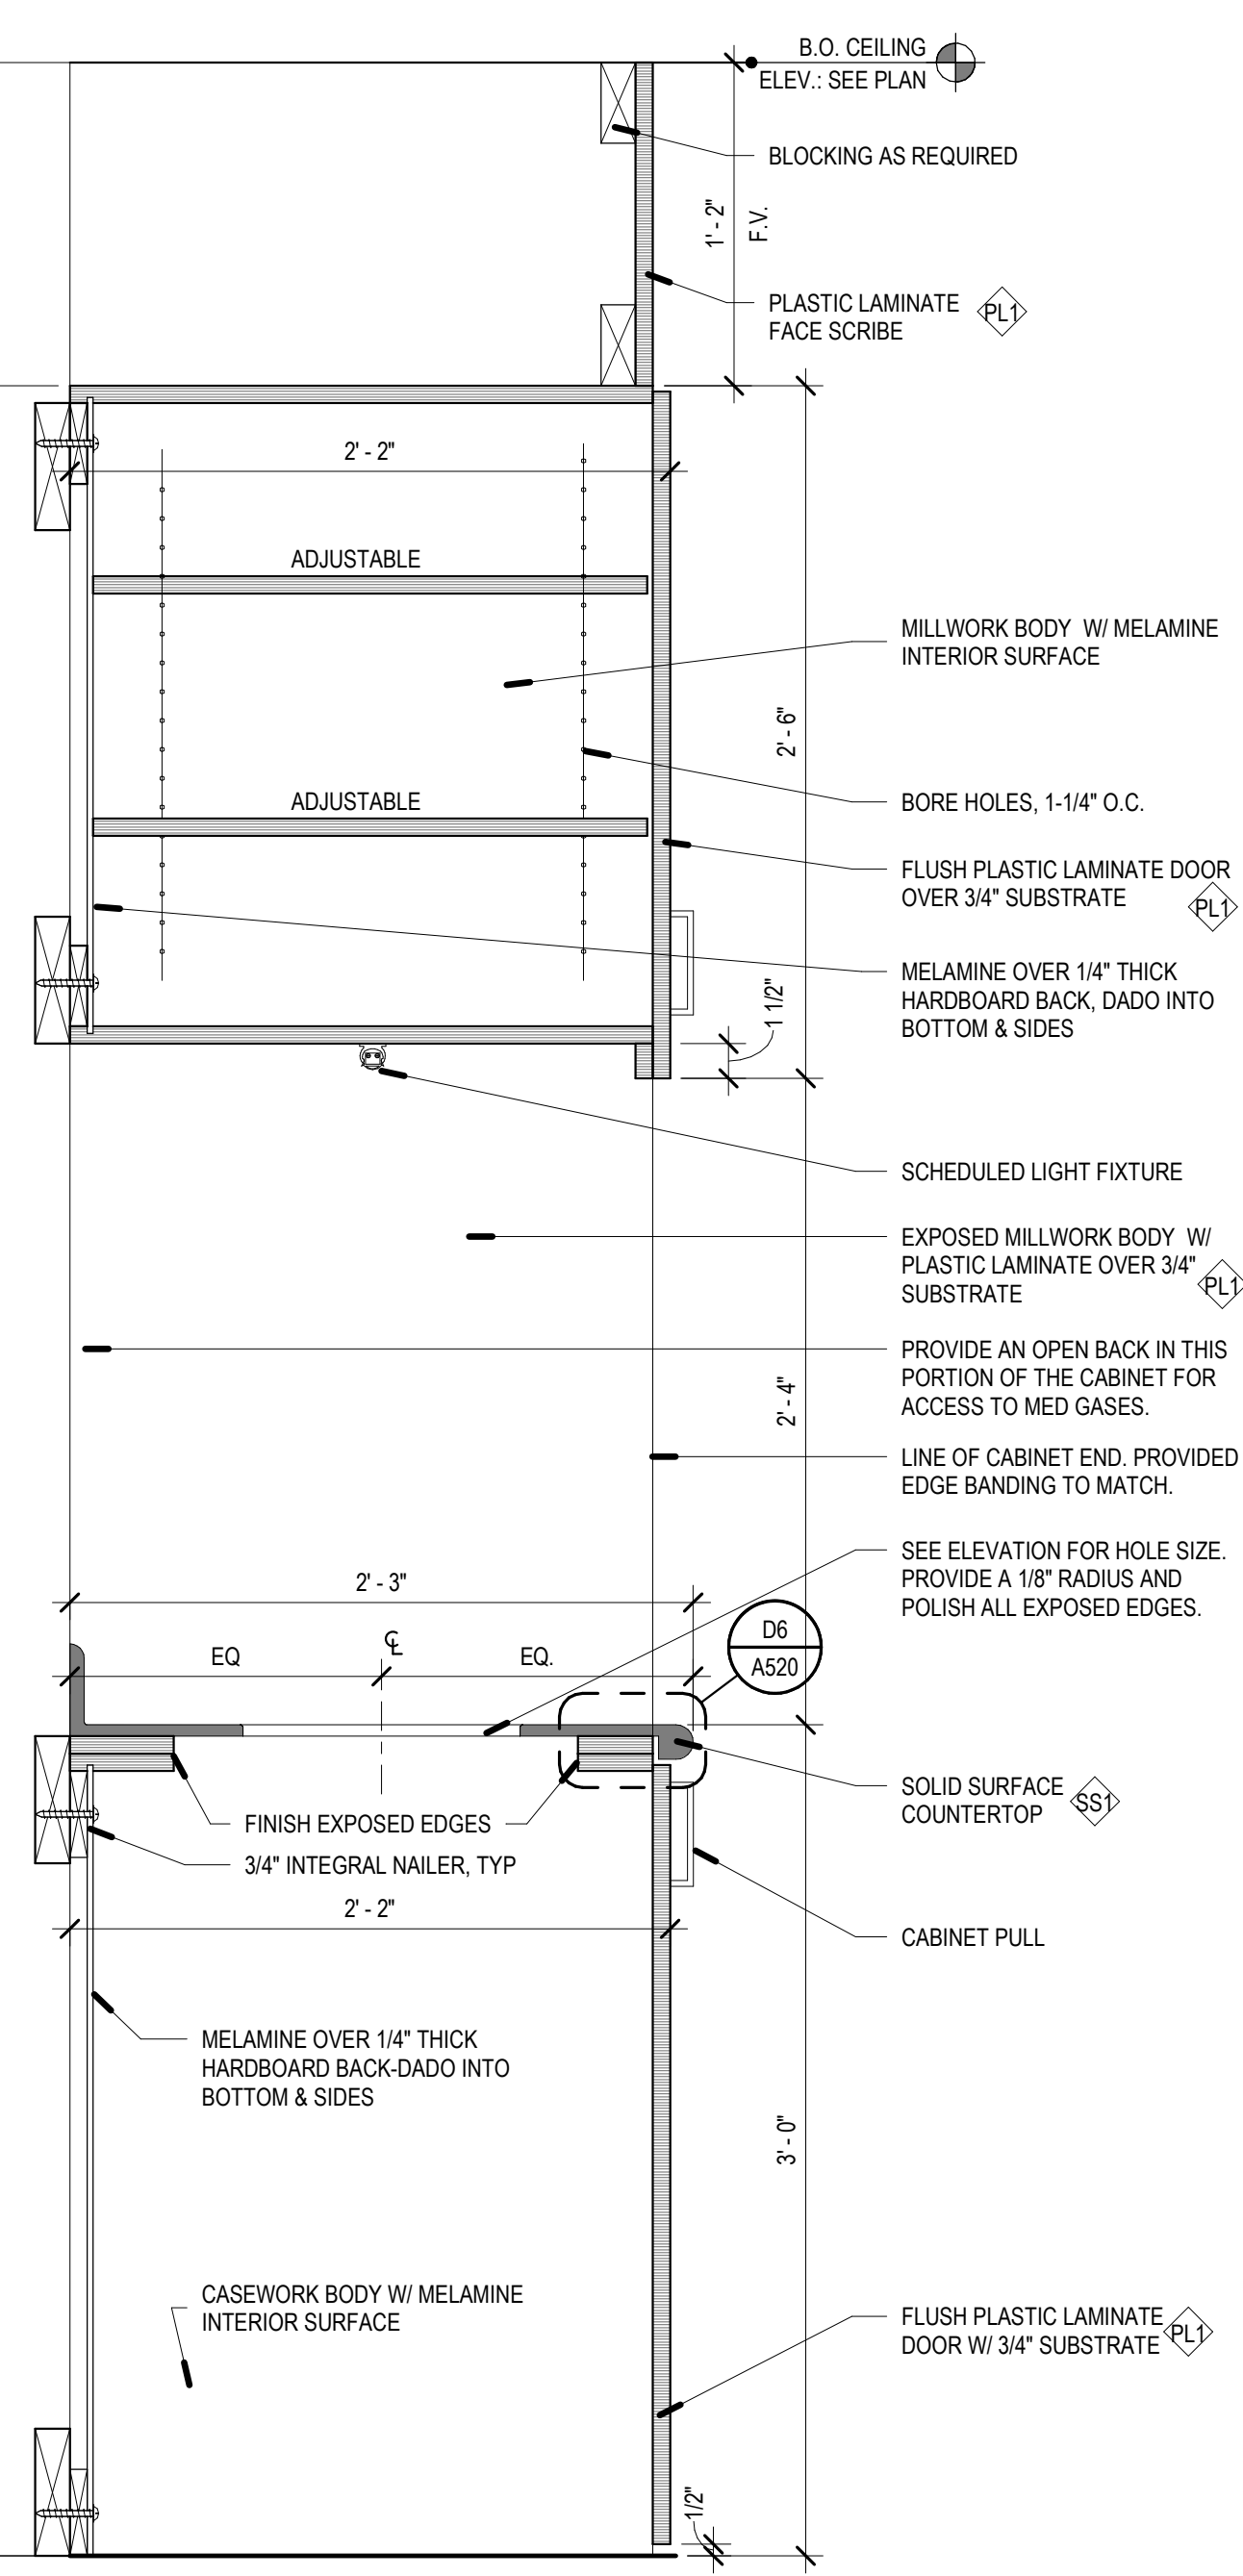 B.O. CEILING
ELEV.: SEE PLAN
BLOCKING AS REQUIRED
1' - 2"
F.V.
PLASTIC LAMINATE
FACE SCRIBE
PL1
2' - 2"
ADJUSTABLE
MILLWORK BODY W/ MELAMINE
INTERIOR SURFACE
2' - 6"
ADJUSTABLE
BORE HOLES, 1-1/4" O.C.
FLUSH PLASTIC LAMINATE DOOR
OVER 3/4" SUBSTRATE
PL1
MELAMINE OVER 1/4" THICK
HARDBOARD BACK, DADO INTO
BOTTOM & SIDES
1 1/2"
SCHEDULED LIGHT FIXTURE
EXPOSED MILLWORK BODY W/
PLASTIC LAMINATE OVER 3/4"
SUBSTRATE
PL1
PROVIDE AN OPEN BACK IN THIS
PORTION OF THE CABINET FOR
ACCESS TO MED GASES.
2' - 4"
LINE OF CABINET END. PROVIDED
EDGE BANDING TO MATCH.
SEE ELEVATION FOR HOLE SIZE.
PROVIDE A 1/8" RADIUS AND
POLISH ALL EXPOSED EDGES.
2' - 3"
D6
A520
EQ
℄
EQ.
SOLID SURFACE
COUNTERTOP
SS1
FINISH EXPOSED EDGES
3/4" INTEGRAL NAILER, TYP
2' - 2"
CABINET PULL
MELAMINE OVER 1/4" THICK
HARDBOARD BACK-DADO INTO
BOTTOM & SIDES
3' - 0"
CASEWORK BODY W/ MELAMINE
INTERIOR SURFACE
FLUSH PLASTIC LAMINATE
DOOR W/ 3/4" SUBSTRATE
PL1
1/2"